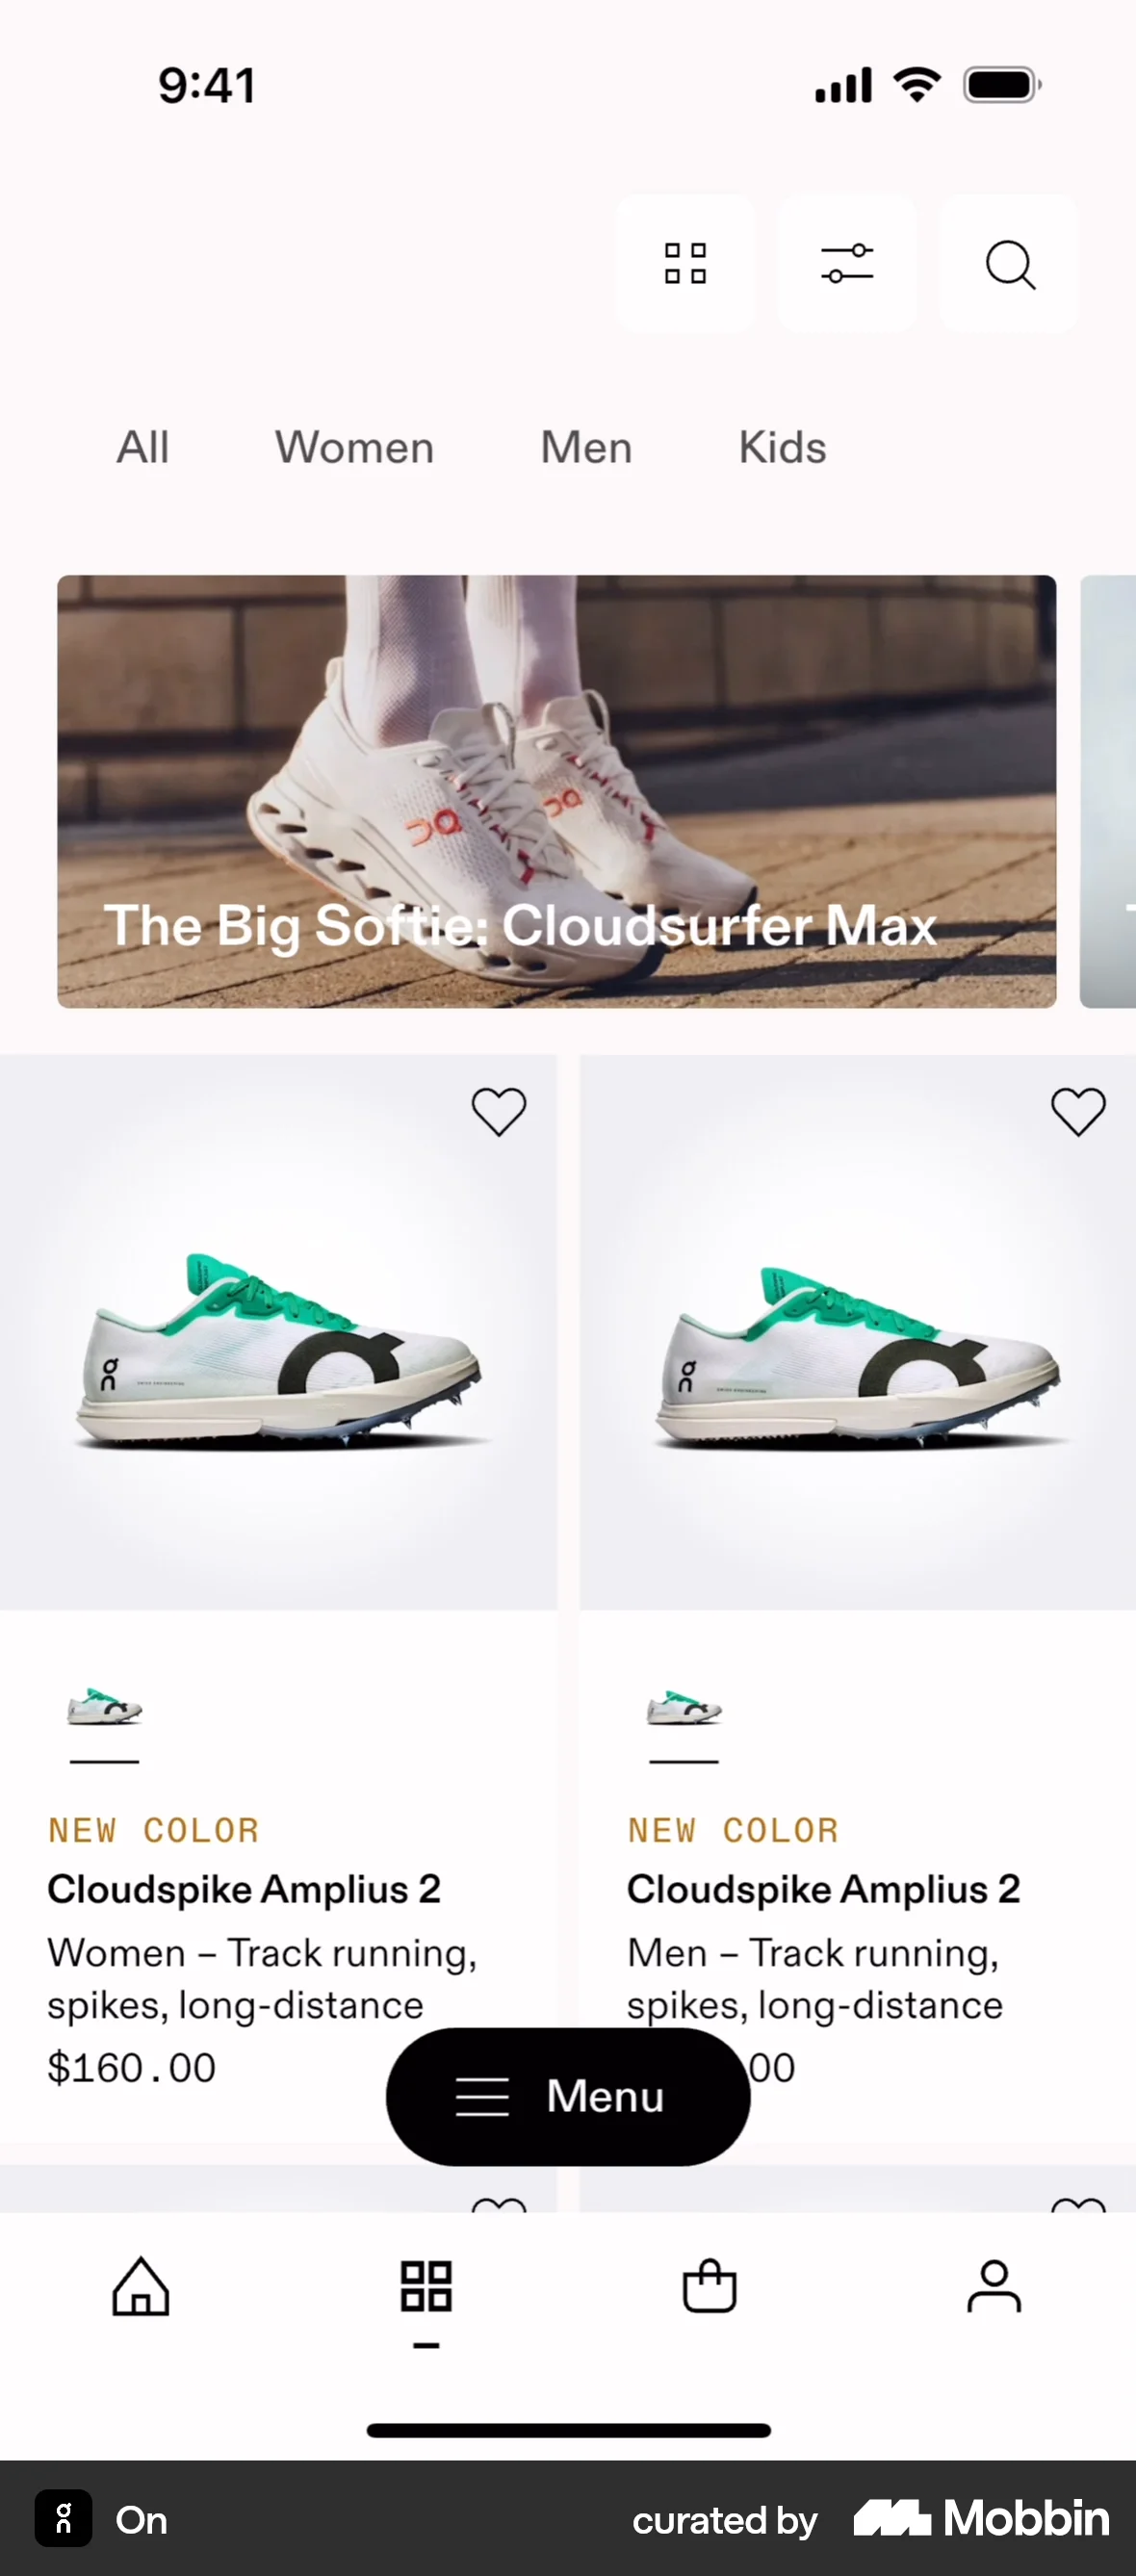 9:41
All
Women
Men
Kids
The Big Softie: Cloudsurfer Max
NEW COLOR
Cloudspike Amplius 2
Women – Track running,
spikes, long-distance
$160.00
NEW COLOR
Cloudspike Amplius 2
Men – Track running,
spikes, long-distance
00
Menu
On
curated by
Mobbin